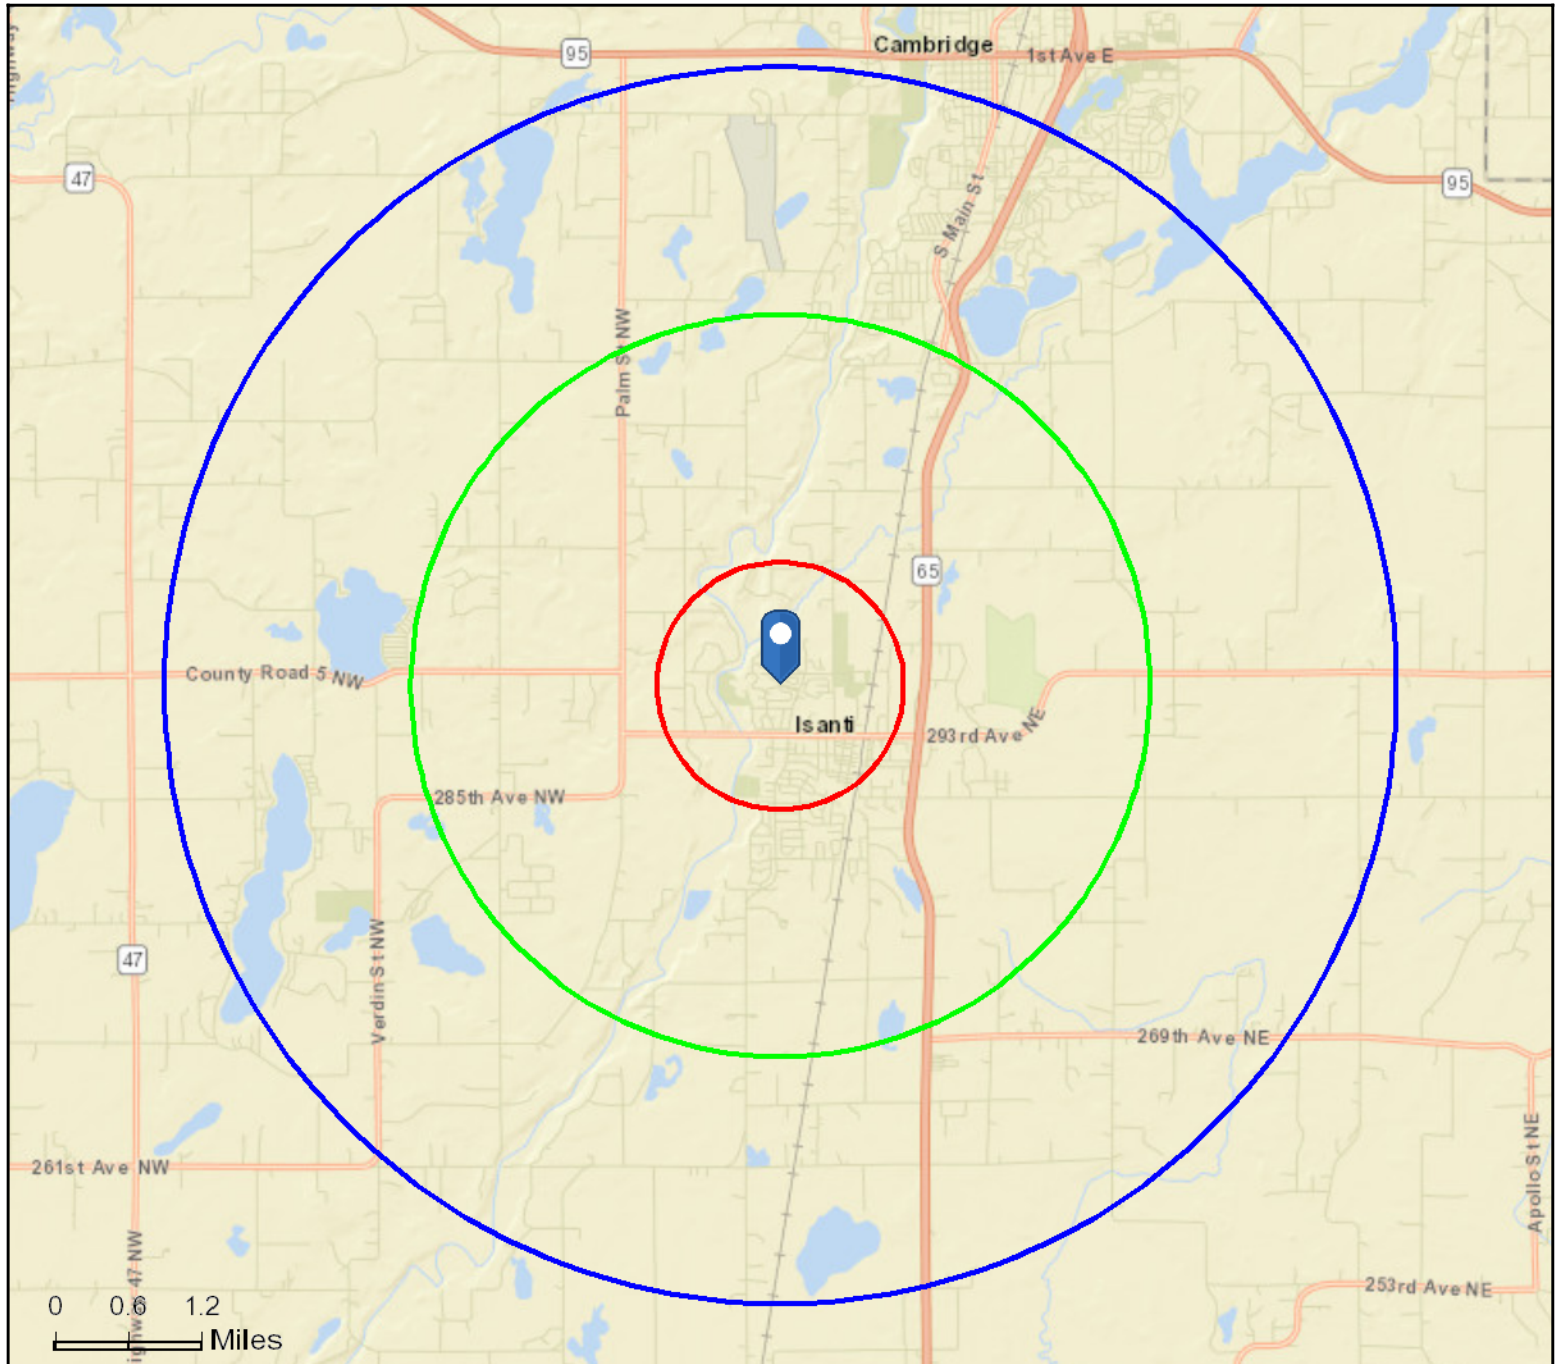 Highway
Cambridge
95
1st Ave E
47
95
S Main St
Palm St NW
65
County Road 5 NW
Isanti
293rd Ave NE
285th Ave NW
Verdin St NW
47
269th Ave NE
261st Ave NW
Apollo St NE
ighway 47 NW
253rd Ave NE
0 0.6 1.2
Miles